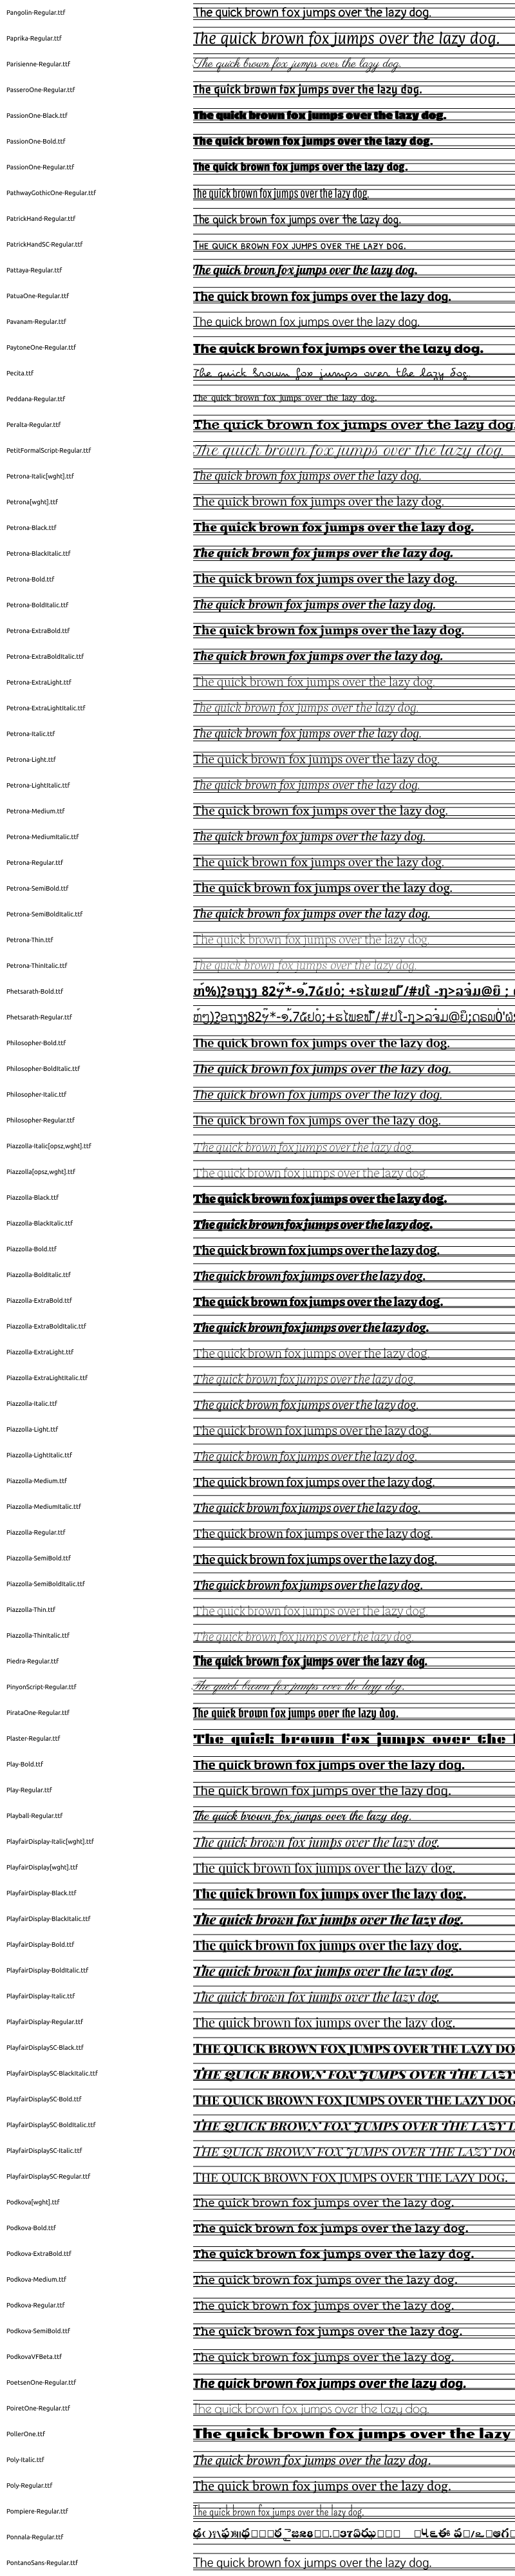 Pangolin-Regular.ttf The quick brown fox jumps over the lazy dog.
Paprika-Regular.ttf The quick brown fox jumps over the lazy dog.
Parisienne-Regular.ttf The quick brown fox jumps over the lazy dog.
PasseroOne-Regular.ttf The quick brown fox jumps over the lazy dog.
PassionOne-Black.ttf The quick brown fox jumps over the lazy dog.
PassionOne-Bold.ttf The quick brown fox jumps over the lazy dog.
PassionOne-Regular.ttf The quick brown fox jumps over the lazy dog.
PathwayGothicOne-Regular.ttf The quick brown fox jumps over the lazy dog.
PatrickHand-Regular.ttf The quick brown fox jumps over the lazy dog.
PatrickHandSC-Regular.ttf The quick brown fox jumps over the lazy dog.
Pattaya-Regular.ttf The quick brown fox jumps over the lazy dog.
PatuaOne-Regular.ttf The quick brown fox jumps over the lazy dog.
Pavanam-Regular.ttf The quick brown fox jumps over the lazy dog.
PaytoneOne-Regular.ttf The quick brown fox jumps over the lazy dog.
Pecita.ttf The quick brown fox jumps over the lazy dog.
Peddana-Regular.ttf The quick brown fox jumps over the lazy dog.
Peralta-Regular.ttf The quick brown fox jumps over the lazy dog
PetitFormalScript-Regular.ttf The quick brown fox jumps over the lazy dog.
Petrona-Italic[wght].ttf The quick brown fox jumps over the lazy dog.
Petrona[wght].ttf The quick brown fox jumps over the lazy dog.
Petrona-Black.ttf The quick brown fox jumps over the lazy dog.
Petrona-BlackItalic.ttf The quick brown fox jumps over the lazy dog.
Petrona-Bold.ttf The quick brown fox jumps over the lazy dog.
Petrona-BoldItalic.ttf The quick brown fox jumps over the lazy dog.
Petrona-ExtraBold.ttf The quick brown fox jumps over the lazy dog.
Petrona-ExtraBoldItalic.ttf The quick brown fox jumps over the lazy dog.
Petrona-ExtraLight.ttf The quick brown fox jumps over the lazy dog.
Petrona-ExtraLightItalic.ttf The quick brown fox jumps over the lazy dog.
Petrona-Italic.ttf The quick brown fox jumps over the lazy dog.
Petrona-Light.ttf The quick brown fox jumps over the lazy dog.
Petrona-LightItalic.ttf The quick brown fox jumps over the lazy dog.
Petrona-Medium.ttf The quick brown fox jumps over the lazy dog.
Petrona-MediumItalic.ttf The quick brown fox jumps over the lazy dog.
Petrona-Regular.ttf The quick brown fox jumps over the lazy dog.
Petrona-SemiBold.ttf The quick brown fox jumps over the lazy dog.
Petrona-SemiBoldItalic.ttf The quick brown fox jumps over the lazy dog.
Petrona-Thin.ttf The quick brown fox jumps over the lazy dog.
Petrona-ThinItalic.ttf The quick brown fox jumps over the lazy dog.
Phetsarath-Bold.ttf
Phetsarath-Regular.ttf
Philosopher-Bold.ttf The quick brown fox jumps over the lazy dog.
Philosopher-BoldItalic.ttf The quick brown fox jumps over the lazy dog.
Philosopher-Italic.ttf The quick brown fox jumps over the lazy dog.
Philosopher-Regular.ttf The quick brown fox jumps over the lazy dog.
Piazzolla-Italic[opsz,wght].ttf The quick brown fox jumps over the lazy dog.
Piazzolla[opsz,wght].ttf The quick brown fox jumps over the lazy dog.
Piazzolla-Black.ttf The quick brown fox jumps over the lazy dog.
Piazzolla-BlackItalic.ttf The quick brown fox jumps over the lazy dog.
Piazzolla-Bold.ttf The quick brown fox jumps over the lazy dog.
Piazzolla-BoldItalic.ttf The quick brown fox jumps over the lazy dog.
Piazzolla-ExtraBold.ttf The quick brown fox jumps over the lazy dog.
Piazzolla-ExtraBoldItalic.ttf The quick brown fox jumps over the lazy dog.
Piazzolla-ExtraLight.ttf The quick brown fox jumps over the lazy dog.
Piazzolla-ExtraLightItalic.ttf The quick brown fox jumps over the lazy dog.
Piazzolla-Italic.ttf The quick brown fox jumps over the lazy dog.
Piazzolla-Light.ttf The quick brown fox jumps over the lazy dog.
Piazzolla-LightItalic.ttf The quick brown fox jumps over the lazy dog.
Piazzolla-Medium.ttf The quick brown fox jumps over the lazy dog.
Piazzolla-MediumItalic.ttf The quick brown fox jumps over the lazy dog.
Piazzolla-Regular.ttf The quick brown fox jumps over the lazy dog.
Piazzolla-SemiBold.ttf The quick brown fox jumps over the lazy dog.
Piazzolla-SemiBoldItalic.ttf The quick brown fox jumps over the lazy dog.
Piazzolla-Thin.ttf The quick brown fox jumps over the lazy dog.
Piazzolla-ThinItalic.ttf The quick brown fox jumps over the lazy dog.
Piedra-Regular.ttf The quick brown fox jumps over the lazy dog.
PinyonScript-Regular.ttf The quick brown fox jumps over the lazy dog.
PirataOne-Regular.ttf The quick brown fox jumps over the lazy dog.
Plaster-Regular.ttf The quick brown fox jumps over the
Play-Bold.ttf The quick brown fox jumps over the lazy dog.
Play-Regular.ttf The quick brown fox jumps over the lazy dog.
Playball-Regular.ttf The quick brown fox jumps over the lazy dog.
PlayfairDisplay-Italic[wght].ttf The quick brown fox jumps over the lazy dog.
PlayfairDisplay[wght].ttf The quick brown fox jumps over the lazy dog.
PlayfairDisplay-Black.ttf The quick brown fox jumps over the lazy dog.
PlayfairDisplay-BlackItalic.ttf The quick brown fox jumps over the lazy dog.
PlayfairDisplay-Bold.ttf The quick brown fox jumps over the lazy dog.
PlayfairDisplay-BoldItalic.ttf The quick brown fox jumps over the lazy dog.
PlayfairDisplay-Italic.ttf The quick brown fox jumps over the lazy dog.
PlayfairDisplay-Regular.ttf The quick brown fox jumps over the lazy dog.
PlayfairDisplaySC-Black.ttf The quick brown fox jumps over the lazy do
PlayfairDisplaySC-BlackItalic.ttf The quick brown fox jumps over the lazy
PlayfairDisplaySC-Bold.ttf The quick brown fox jumps over the lazy dog
PlayfairDisplaySC-BoldItalic.ttf The quick brown fox jumps over the lazy
PlayfairDisplaySC-Italic.ttf The quick brown fox jumps over the lazy dog
PlayfairDisplaySC-Regular.ttf The quick brown fox jumps over the lazy dog.
Podkova[wght].ttf The quick brown fox jumps over the lazy dog.
Podkova-Bold.ttf The quick brown fox jumps over the lazy dog.
Podkova-ExtraBold.ttf The quick brown fox jumps over the lazy dog.
Podkova-Medium.ttf The quick brown fox jumps over the lazy dog.
Podkova-Regular.ttf The quick brown fox jumps over the lazy dog.
Podkova-SemiBold.ttf The quick brown fox jumps over the lazy dog.
PodkovaVFBeta.ttf The quick brown fox jumps over the lazy dog.
PoetsenOne-Regular.ttf The quick brown fox jumps over the lazy dog.
PoiretOne-Regular.ttf The quick brown fox jumps over the lazy dog.
PollerOne.ttf The quick brown fox jumps over the lazy
Poly-Italic.ttf The quick brown fox jumps over the lazy dog.
Poly-Regular.ttf The quick brown fox jumps over the lazy dog.
Pompiere-Regular.ttf The quick brown fox jumps over the lazy dog.
Ponnala-Regular.ttf
PontanoSans-Regular.ttf The quick brown fox jumps over the lazy dog.